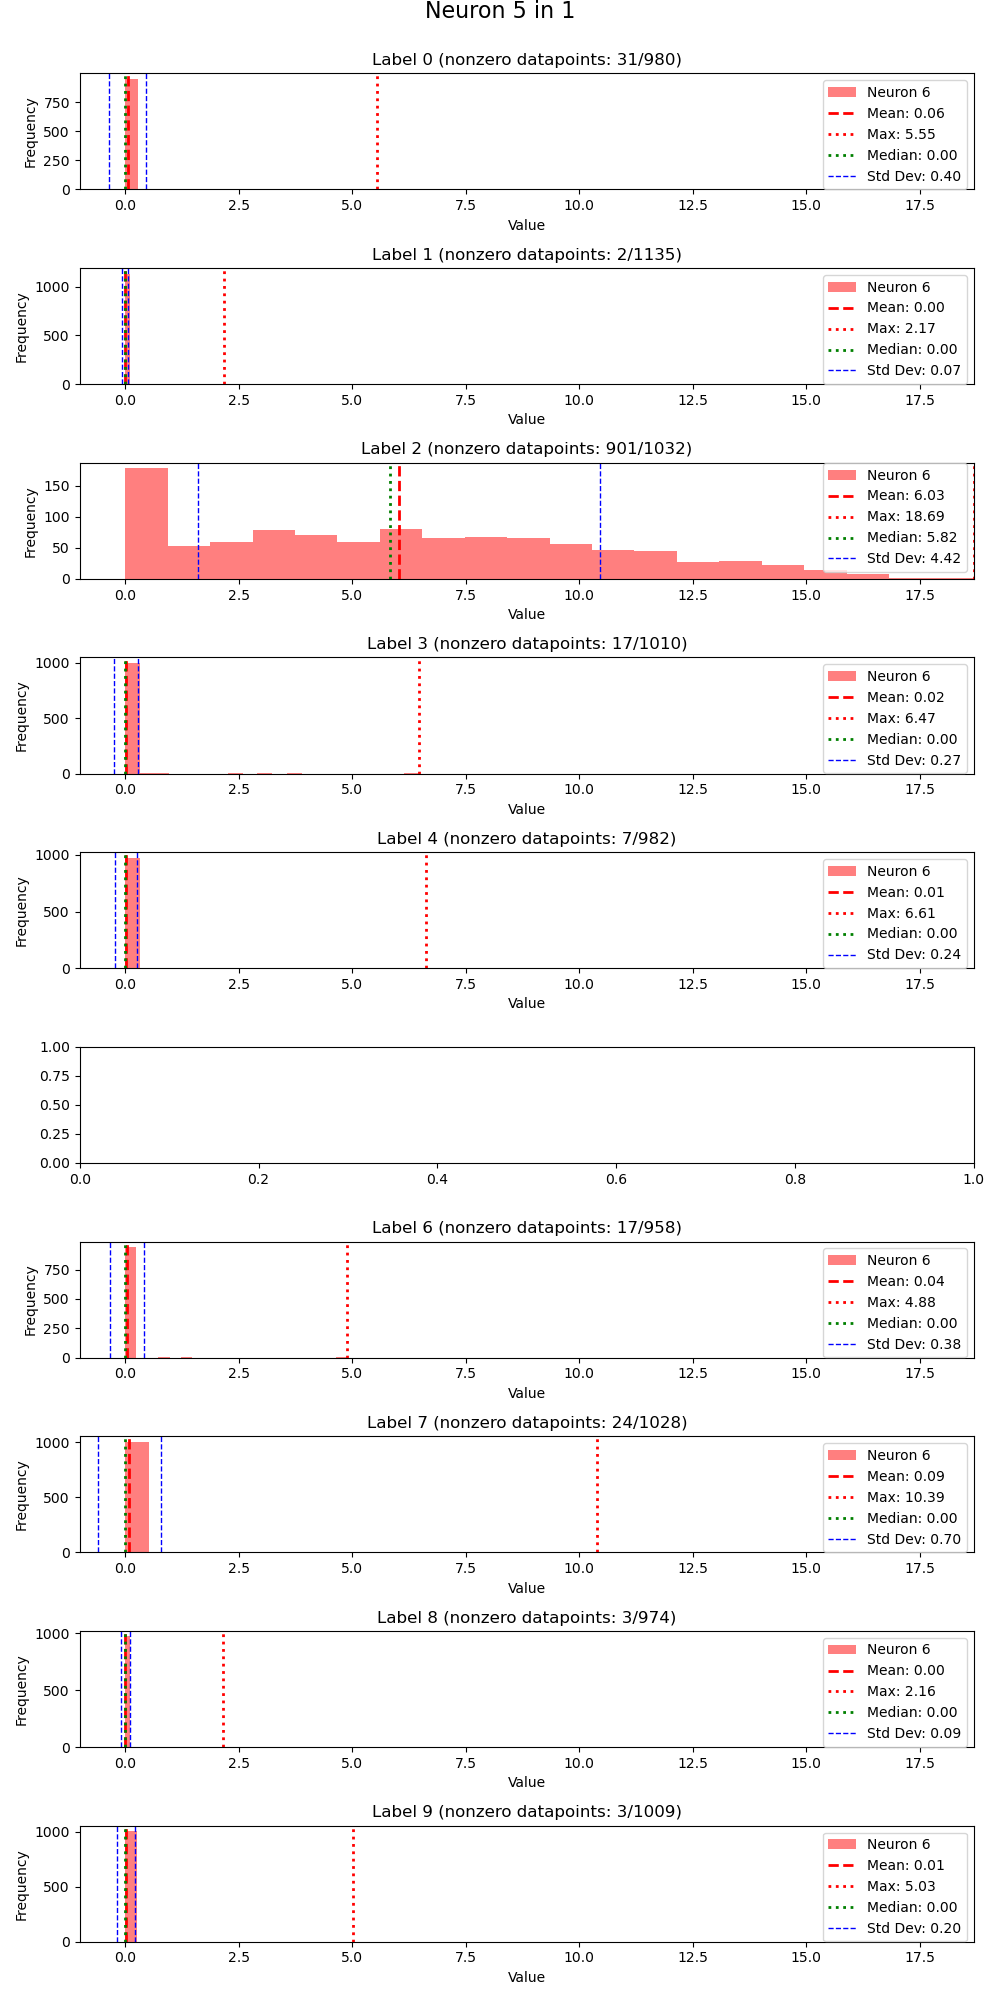 Neuron 5 in 1
Label 0 (nonzero datapoints: 31/980)
Frequency
750
500
250
0
Neuron 6
Mean: 0.06
Max: 5.55
Median: 0.00
Std Dev: 0.40
0.0 2.5 5.0 7.5 10.0 12.5 15.0 17.5
Value
Label 1 (nonzero datapoints: 2/1135)
Frequency
1000
500
0
Neuron 6
Mean: 0.00
Max: 2.17
Median: 0.00
Std Dev: 0.07
0.0 2.5 5.0 7.5 10.0 12.5 15.0 17.5
Value
Label 2 (nonzero datapoints: 901/1032)
Frequency
150
100
50
0
Neuron 6
Mean: 6.03
Max: 18.69
Median: 5.82
Std Dev: 4.42
0.0 2.5 5.0 7.5 10.0 12.5 15.0 17.5
Value
Label 3 (nonzero datapoints: 17/1010)
Frequency
1000
500
0
Neuron 6
Mean: 0.02
Max: 6.47
Median: 0.00
Std Dev: 0.27
0.0 2.5 5.0 7.5 10.0 12.5 15.0 17.5
Value
Label 4 (nonzero datapoints: 7/982)
Frequency
1000
500
0
Neuron 6
Mean: 0.01
Max: 6.61
Median: 0.00
Std Dev: 0.24
0.0 2.5 5.0 7.5 10.0 12.5 15.0 17.5
Value
1.00
0.75
0.50
0.25
0.00
0.0 0.2 0.4 0.6 0.8 1.0
Label 6 (nonzero datapoints: 17/958)
Frequency
750
500
250
0
Neuron 6
Mean: 0.04
Max: 4.88
Median: 0.00
Std Dev: 0.38
0.0 2.5 5.0 7.5 10.0 12.5 15.0 17.5
Value
Label 7 (nonzero datapoints: 24/1028)
Frequency
1000
500
0
Neuron 6
Mean: 0.09
Max: 10.39
Median: 0.00
Std Dev: 0.70
0.0 2.5 5.0 7.5 10.0 12.5 15.0 17.5
Value
Label 8 (nonzero datapoints: 3/974)
Frequency
1000
500
0
Neuron 6
Mean: 0.00
Max: 2.16
Median: 0.00
Std Dev: 0.09
0.0 2.5 5.0 7.5 10.0 12.5 15.0 17.5
Value
Label 9 (nonzero datapoints: 3/1009)
Frequency
1000
500
0
Neuron 6
Mean: 0.01
Max: 5.03
Median: 0.00
Std Dev: 0.20
0.0 2.5 5.0 7.5 10.0 12.5 15.0 17.5
Value